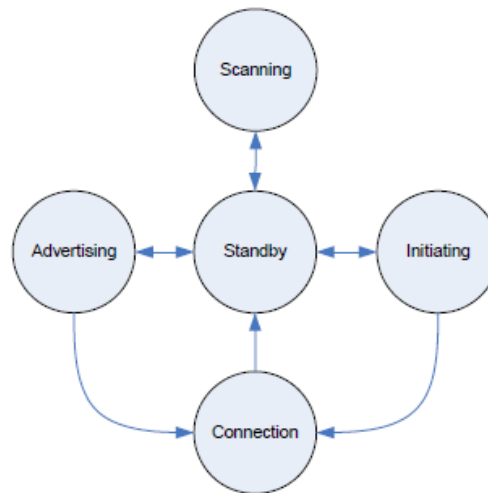 Scanning
Advertising
Standby
Initiating
Connection